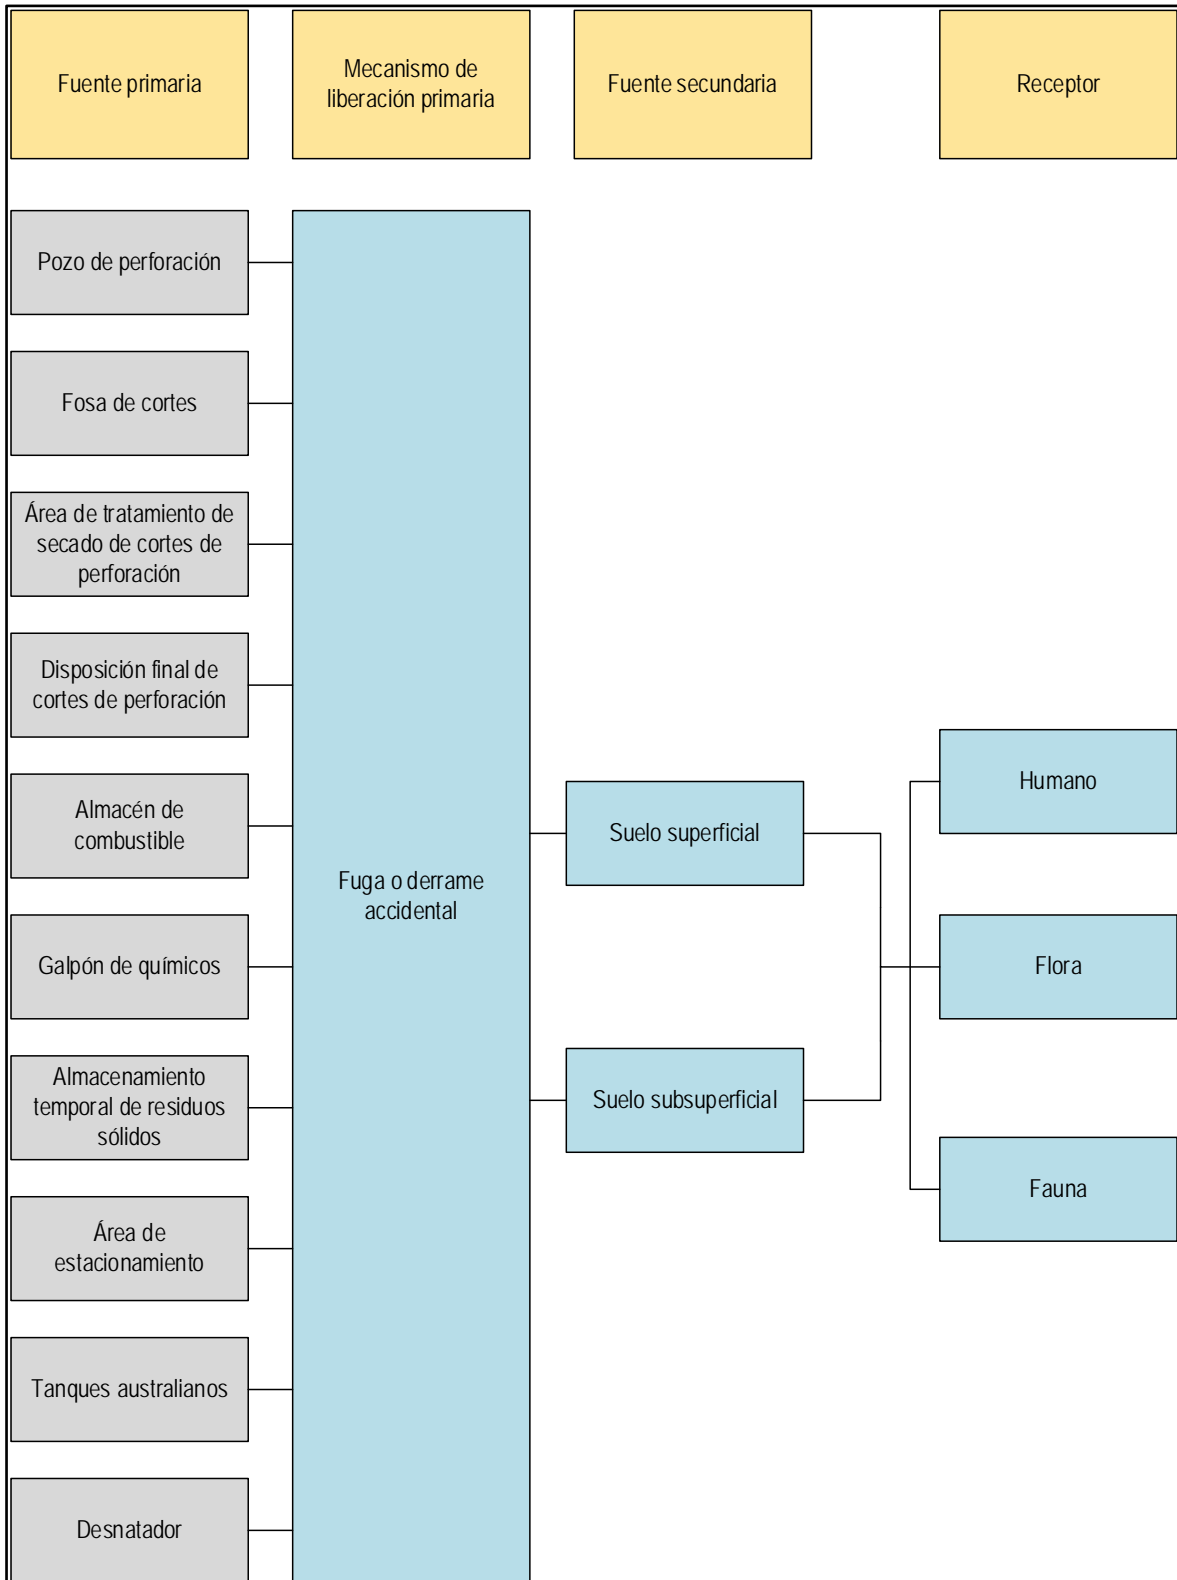 Fuente primaria
Mecanismo de
liberación primaria
Fuente secundaria
Receptor
Pozo de perforación
Fosa de cortes
Área de tratamiento de
secado de cortes de
perforación
Disposición final de
cortes de perforación
Almacén de
combustible
Galpón de químicos
Almacenamiento
temporal de residuos
sólidos
Área de
estacionamiento
Tanques australianos
Desnatador
Fuga o derrame
accidental
Suelo superficial
Suelo subsuperficial
Humano
Flora
Fauna